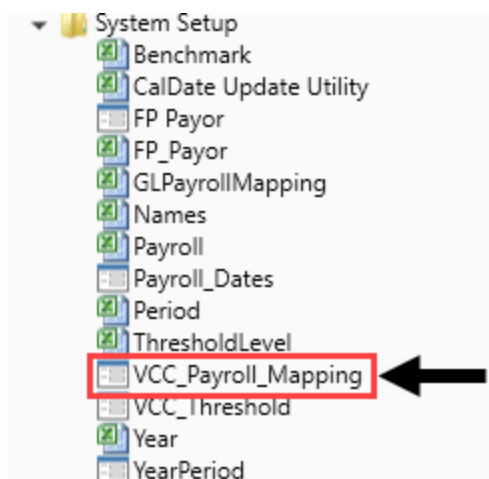 System Setup
Benchmark
CalDate Update Utility
FP Payor
FP_Payor
GLPayrollMapping
Names
Payroll
Payroll_Dates
Period
ThresholdLevel
VCC_Payroll_Mapping
VCC_Threshold
Year
YearPeriod